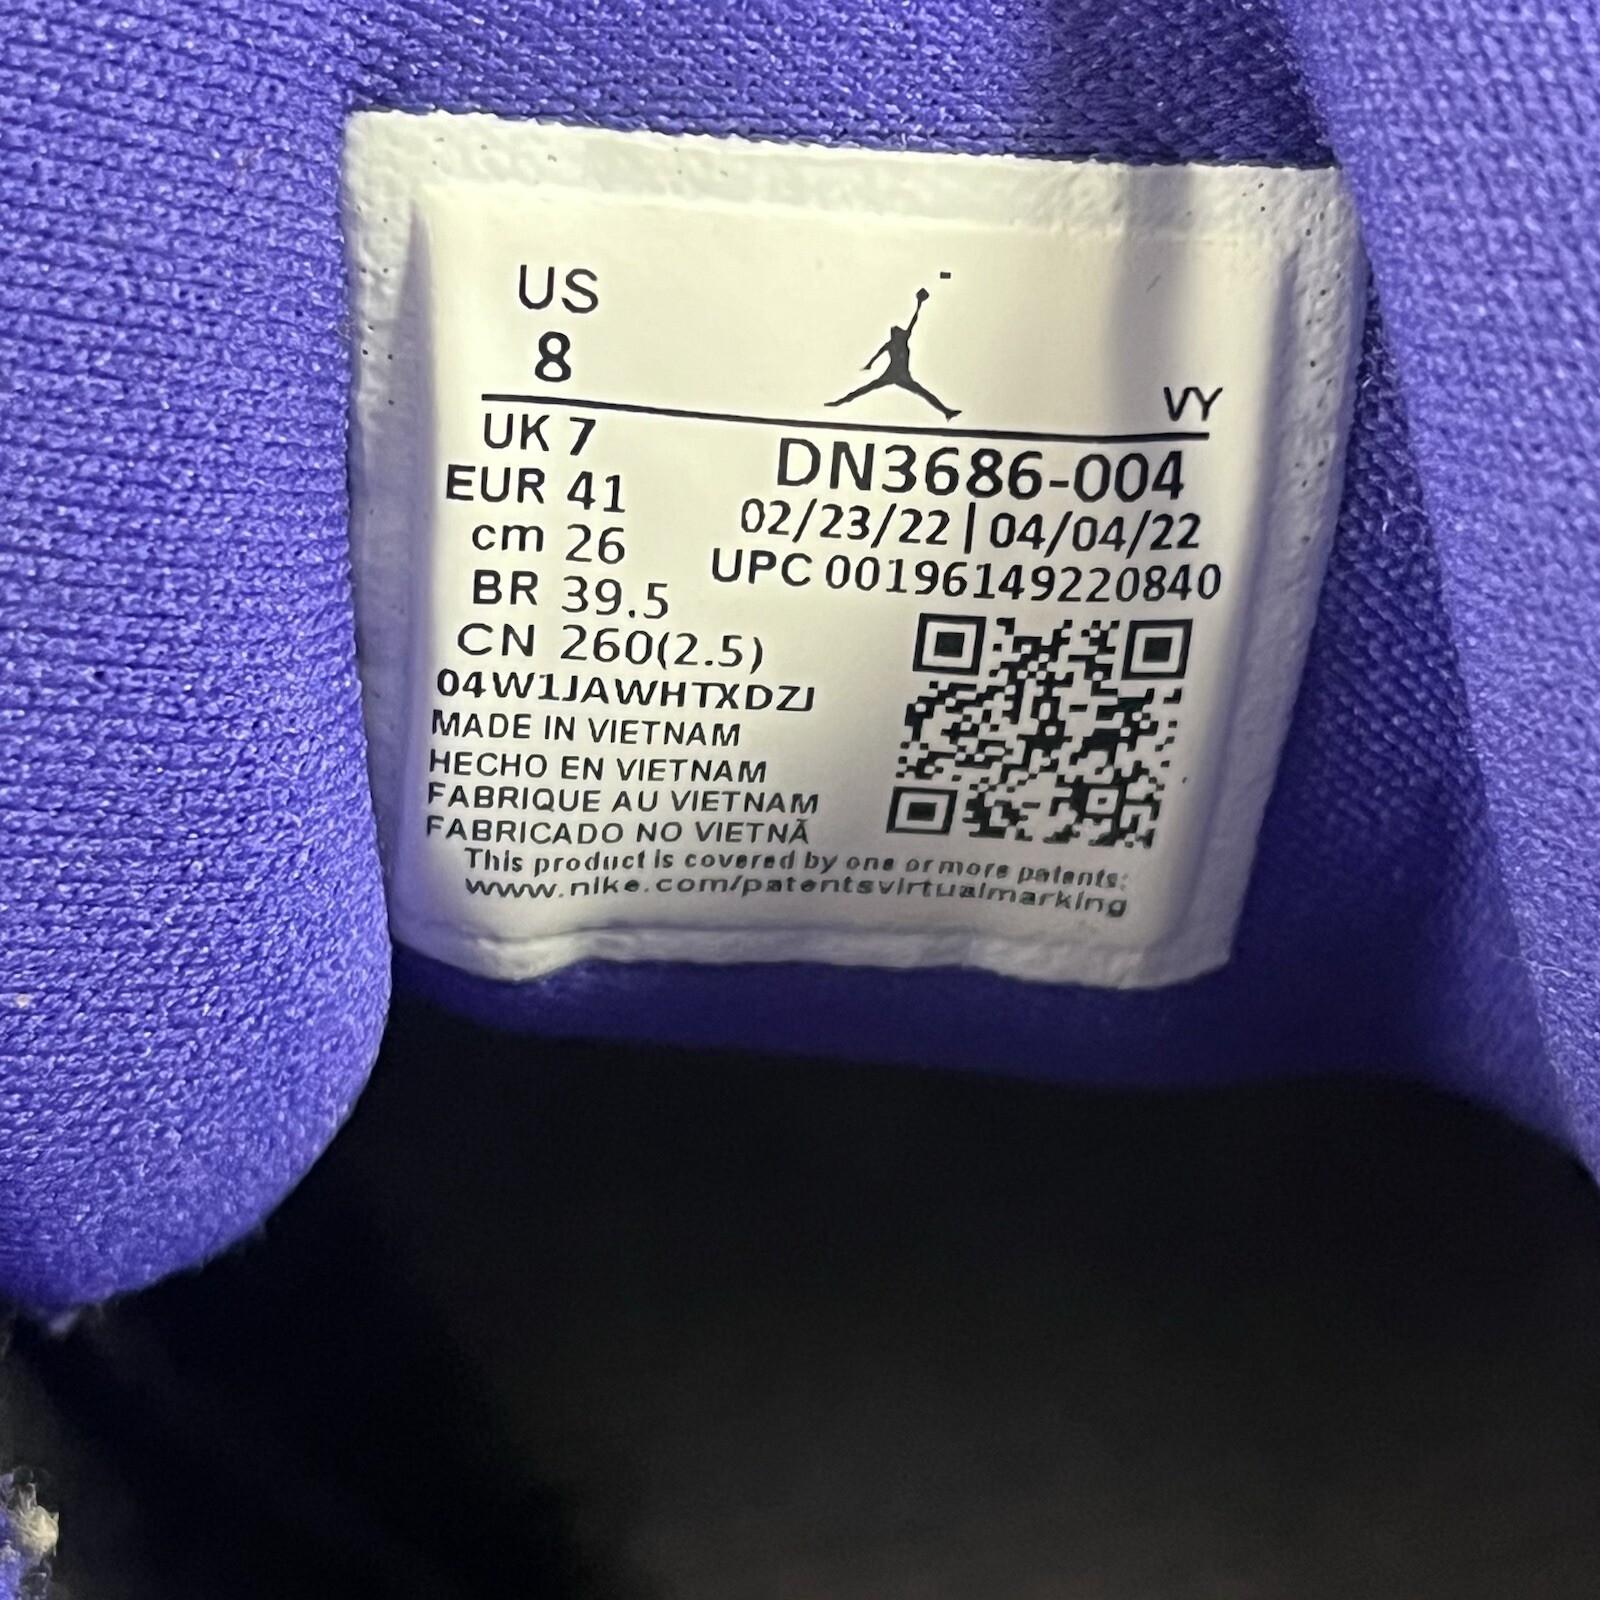 US
8
VY
UK 7
EUR 41
cm 26
BR 39.5
CN 260(2.5)
DN3686-004
02/23/22 | 04/04/22
UPC 00196149220840
04W1JAWHTXDZJ
MADE IN VIETNAM
HECHO EN VIETNAM
FABRIQUE AU VIETNAM
FABRICADO NO VIETNÃ
This product is covered by one or more patents:
www.nike.com/patentsvirtualmarking